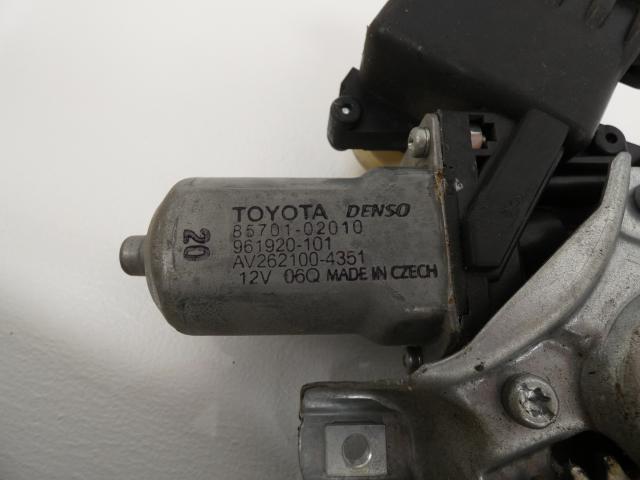 TOYOTA DENSO
85701-02010
961920-101
AV262100-4351
12V 06Q MADE IN CZECH
20